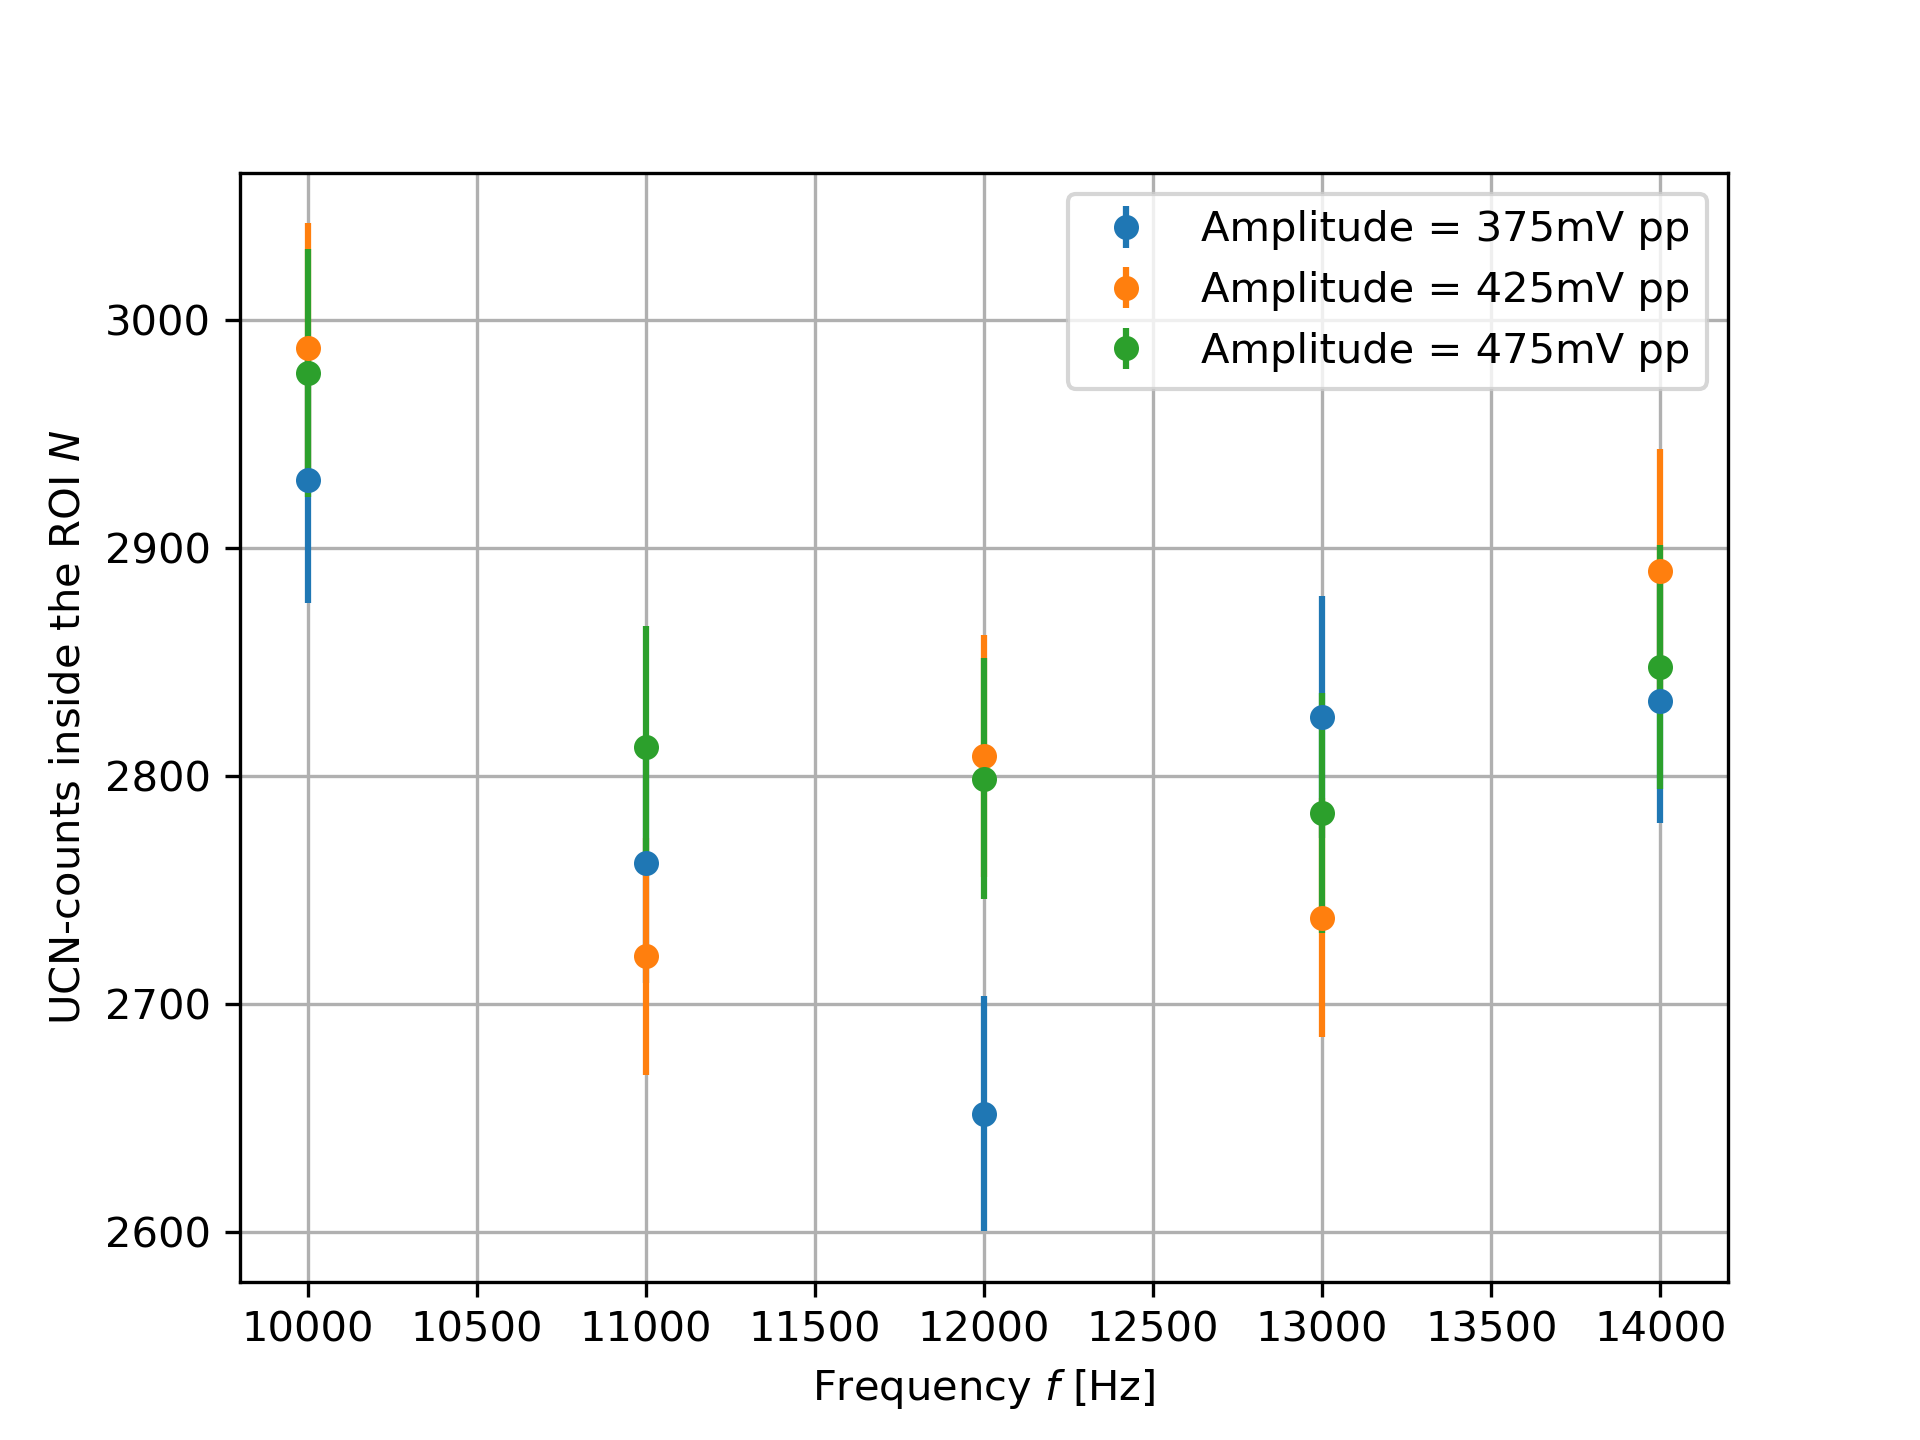 Amplitude = 375mV pp
Amplitude = 425mV pp
Amplitude = 475mV pp
3000
2900
2800
2700
2600
UCN-counts inside the ROI N
10000 10500 11000 11500 12000 12500 13000 13500 14000
Frequency f [Hz]